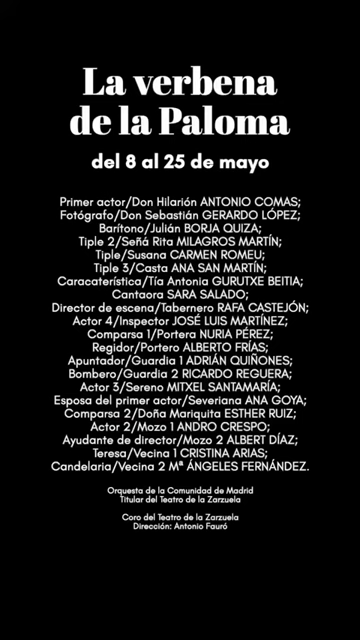 La verbena
de la Paloma
del 8 al 25 de mayo
Primer actor/Don Hilarión ANTONIO COMAS;
Fotógrafo/Don Sebastián GERARDO LÓPEZ;
Barítono/Julián BORJA QUIZA;
Tiple 2/Señá Rita MILAGROS MARTÍN;
Tiple/Susana CARMEN ROMEU;
Tiple 3/Casta ANA SAN MARTÍN;
Caracaterística/Tía Antonia GURUTXE BEITIA;
Cantaora SARA SALADO;
Director de escena/Tabernero RAFA CASTEJÓN;
Actor 4/Inspector JOSÉ LUIS MARTÍNEZ;
Comparsa 1/Portera NURIA PÉREZ;
Regidor/Portero ALBERTO FRÍAS;
Apuntador/Guardia 1 ADRIÁN QUIÑONES;
Bombero/Guardia 2 RICARDO REGUERA;
Actor 3/Sereno MITXEL SANTAMARÍA;
Esposa del primer actor/Severiana ANA GOYA;
Comparsa 2/Doña Mariquita ESTHER RUIZ;
Actor 2/Mozo 1 ANDRO CRESPO;
Ayudante de director/Mozo 2 ALBERT DÍAZ;
Teresa/Vecina 1 CRISTINA ARIAS;
Candelaria/Vecina 2 Mª ÁNGELES FERNÁNDEZ.
Orquesta de la Comunidad de Madrid
Titular del Teatro de la Zarzuela
Coro del Teatro de la Zarzuela
Dirección: Antonio Fauró